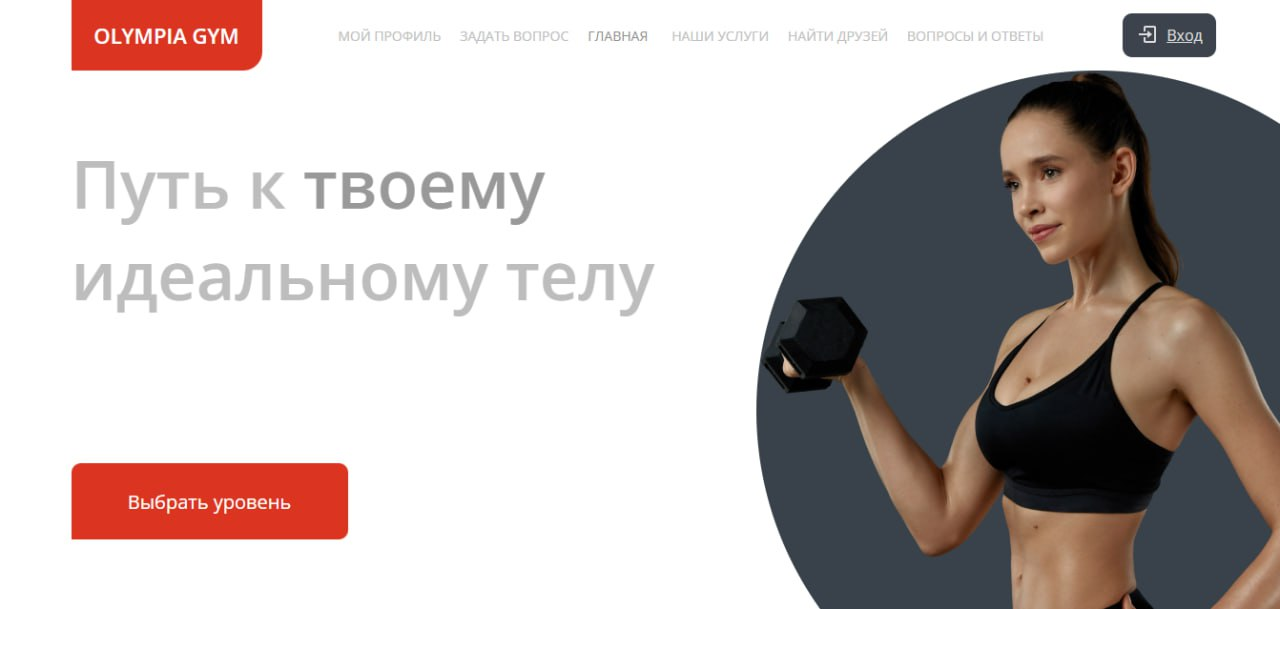 OLYMPIA GYM
МОЙ ПРОФИЛЬ ЗАДАТЬ ВОПРОС ГЛАВНАЯ НАШИ УСЛУГИ НАЙТИ ДРУЗЕЙ ВОПРОСЫ И ОТВЕТЫ
Вход
Путь к твоему
идеальному телу
Выбрать уровень